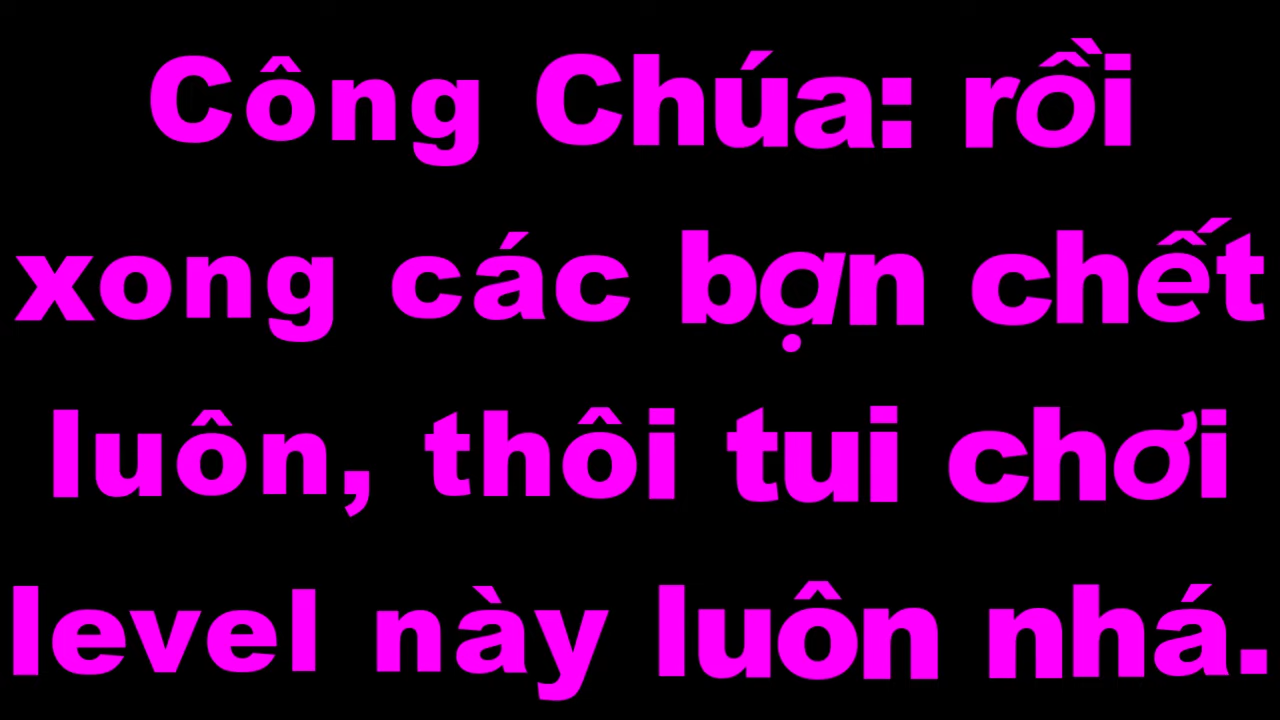 Công Chúa: rồi
xong các bạn chết
luôn, thôi tui chơi
level này luôn nhá.